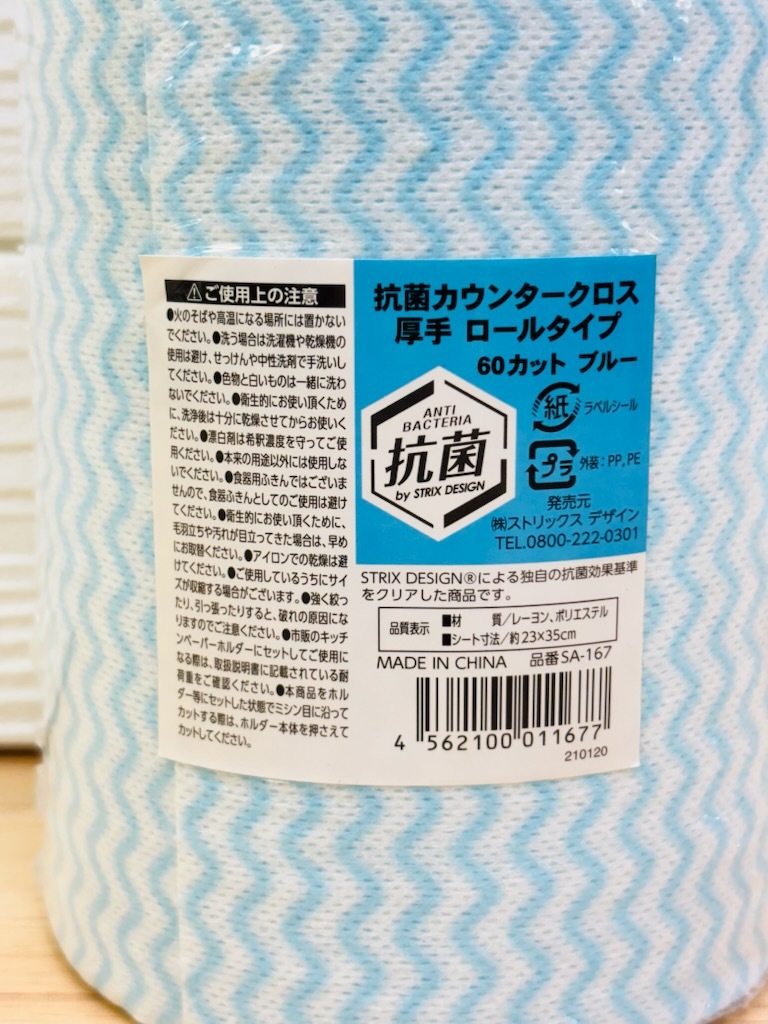 ⚠ご使用上の注意
●火のそばや高温になる場所には置かない
でください。●洗う場合は洗濯機や乾燥機の
使用は避け、せっけんや中性洗剤で手洗いし
てください。●色物と白いものは一緒に洗わ
ないでください。●衛生的にお使い頂くため
に、洗浄後は十分に乾燥させてからお使いく
ださい。●漂白剤は希釈濃度を守ってご使
用ください。●本来の用途以外には使用しな
いでください。●食器用ふきんではございま
せんので、食器ふきんとしてのご使用は避け
てください。●衛生的にお使い頂くために、
毛羽立ちや汚れが目立ってきた場合は、早め
にお取替ください。●アイロンでの乾燥は避
けてください。●ご使用しているうちにサイ
ズが収縮する場合がございます。●強く絞っ
たり、引っ張ったりすると、破れの原因にな
りますのでご注意ください。●市販のキッチ
ンペーパーホルダーにセットしてご使用に
なる際は、取扱説明書に記載されている耐
荷重をご確認ください。●本商品をホル
ダー等にセットした状態でミシン目に沿って
カットする際は、ホルダー本体を押さえて
カットしてください。
抗菌カウンタークロス
厚手 ロールタイプ
60カット ブルー
ANTI
BACTERIA
抗菌
by STRIX DESIGN
紙 ラベルシール
プラ 外装:PP,PE
発売元
㈱ストリックス デザイン
TEL.0800-222-0301
STRIX DESIGN®による独自の抗菌効果基準
をクリアした商品です。
品質表示
■材 質/レーヨン、ポリエステル
■シート寸法/約23×35cm
MADE IN CHINA 品番SA-167
4 562100 011677
210120